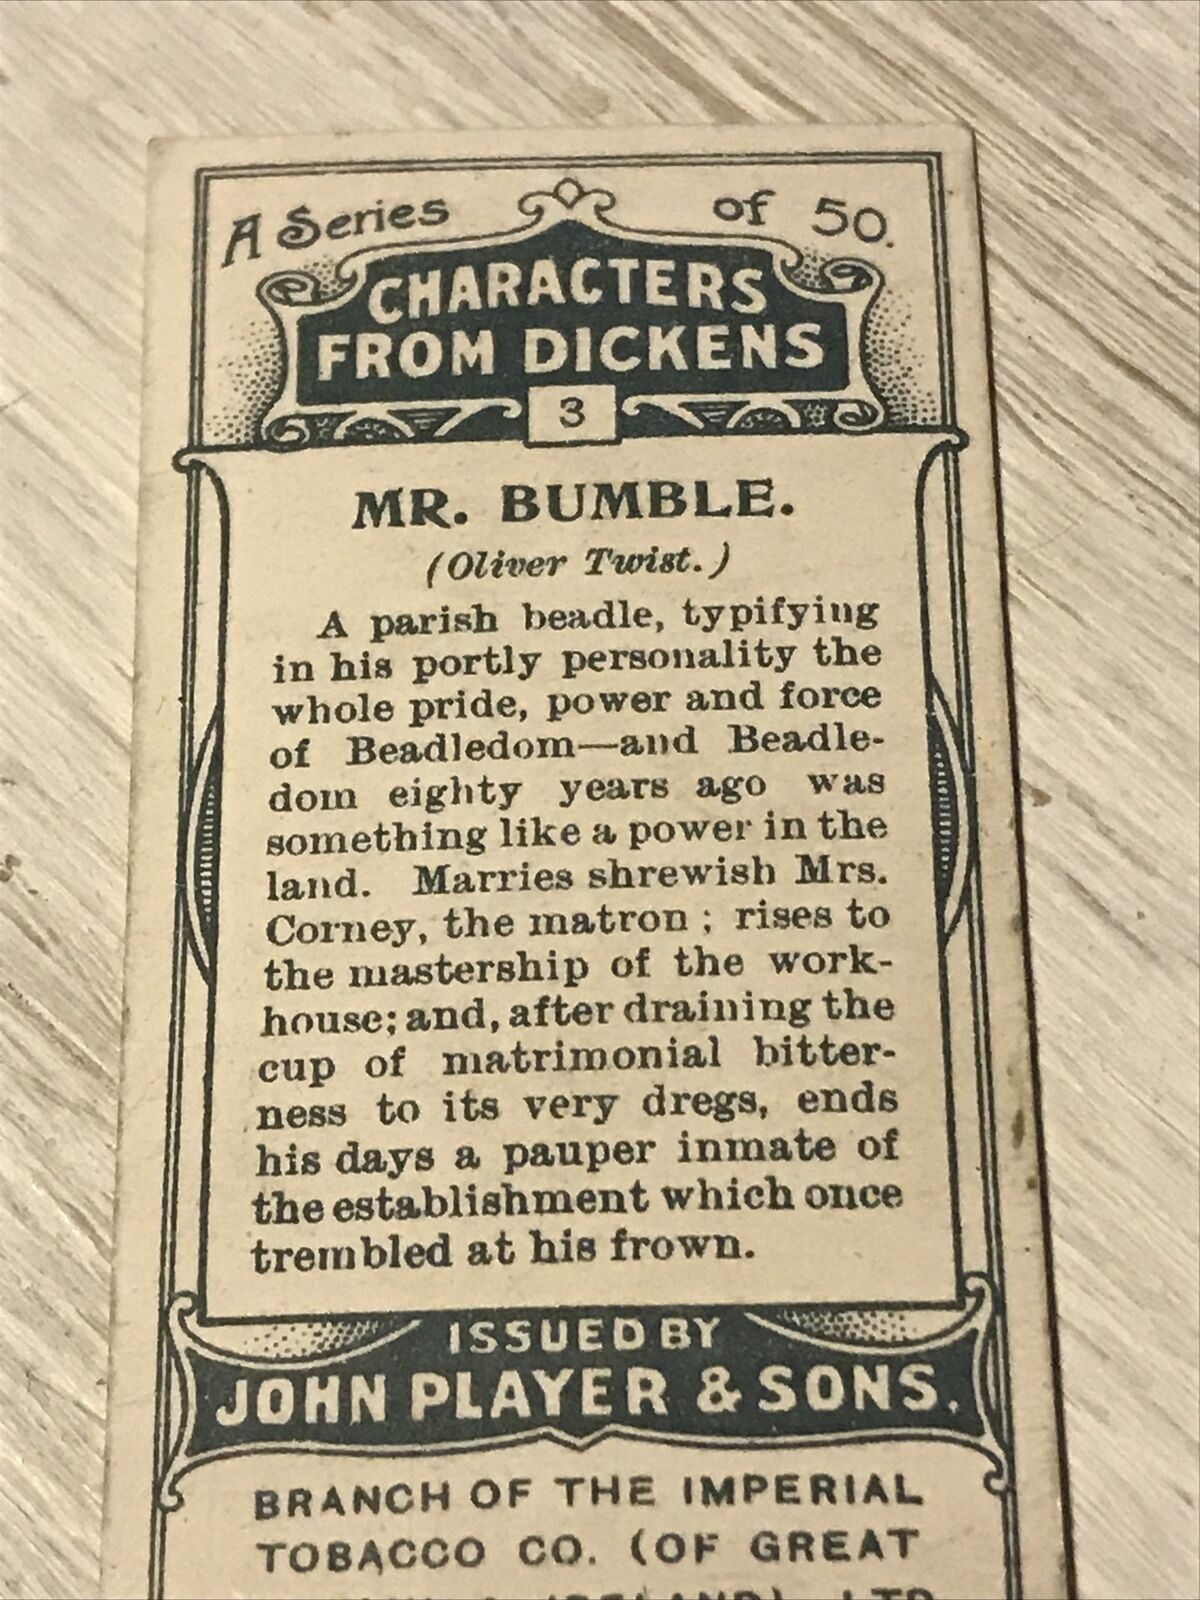 A Series of 50.
CHARACTERS
FROM DICKENS
3
MR. BUMBLE.
(Oliver Twist.)
A parish beadle, typifying
in his portly personality the
whole pride, power and force
of Beadledom—and Beadle-
dom eighty years ago was
something like a power in the
land. Marries shrewish Mrs.
Corney, the matron ; rises to
the mastership of the work-
house; and, after draining the
cup of matrimonial bitter-
ness to its very dregs, ends
his days a pauper inmate of
the establishment which once
trembled at his frown.
ISSUED BY
JOHN PLAYER & SONS.
BRANCH OF THE IMPERIAL
TOBACCO CO. (OF GREAT
IRELAND), LTD